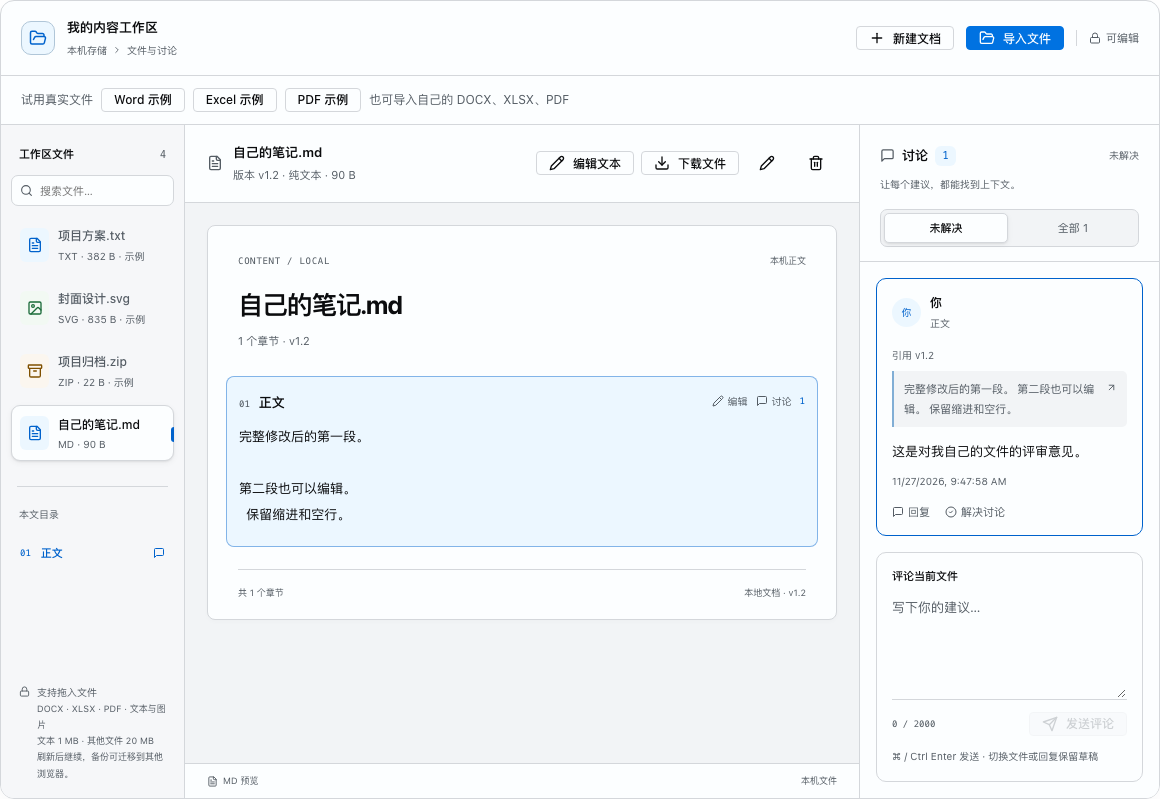 我的内容工作区
本机存储 > 文件与讨论
新建文档
导入文件
可编辑
试用真实文件
Word 示例
Excel 示例
PDF 示例
也可导入自己的 DOCX、XLSX、PDF
工作区文件
4
搜索文件...
项目方案.txt
TXT · 382 B · 示例
封面设计.svg
SVG · 835 B · 示例
项目归档.zip
ZIP · 22 B · 示例
自己的笔记.md
MD · 90 B
本文目录
01 正文
支持拖入文件
DOCX · XLSX · PDF · 文本与图
片
文本 1 MB · 其他文件 20 MB
刷新后继续，备份可迁移到其他
浏览器。
自己的笔记.md
版本 v1.2 · 纯文本 · 90 B
编辑文本
下载文件
CONTENT / LOCAL
本机正文
自己的笔记.md
1 个章节 · v1.2
01 正文
编辑
讨论 1
完整修改后的第一段。
第二段也可以编辑。
保留缩进和空行。
共 1 个章节
本地文档 · v1.2
MD 预览
本机文件
讨论 1
未解决
让每个建议，都能找到上下文。
未解决
全部 1
你
你
正文
引用 v1.2
完整修改后的第一段。 第二段也可以编
辑。 保留缩进和空行。
这是对我自己的文件的评审意见。
11/27/2026, 9:47:58 AM
回复
解决讨论
评论当前文件
写下你的建议...
0 / 2000
发送评论
⌘ / Ctrl Enter 发送 · 切换文件或回复保留草稿